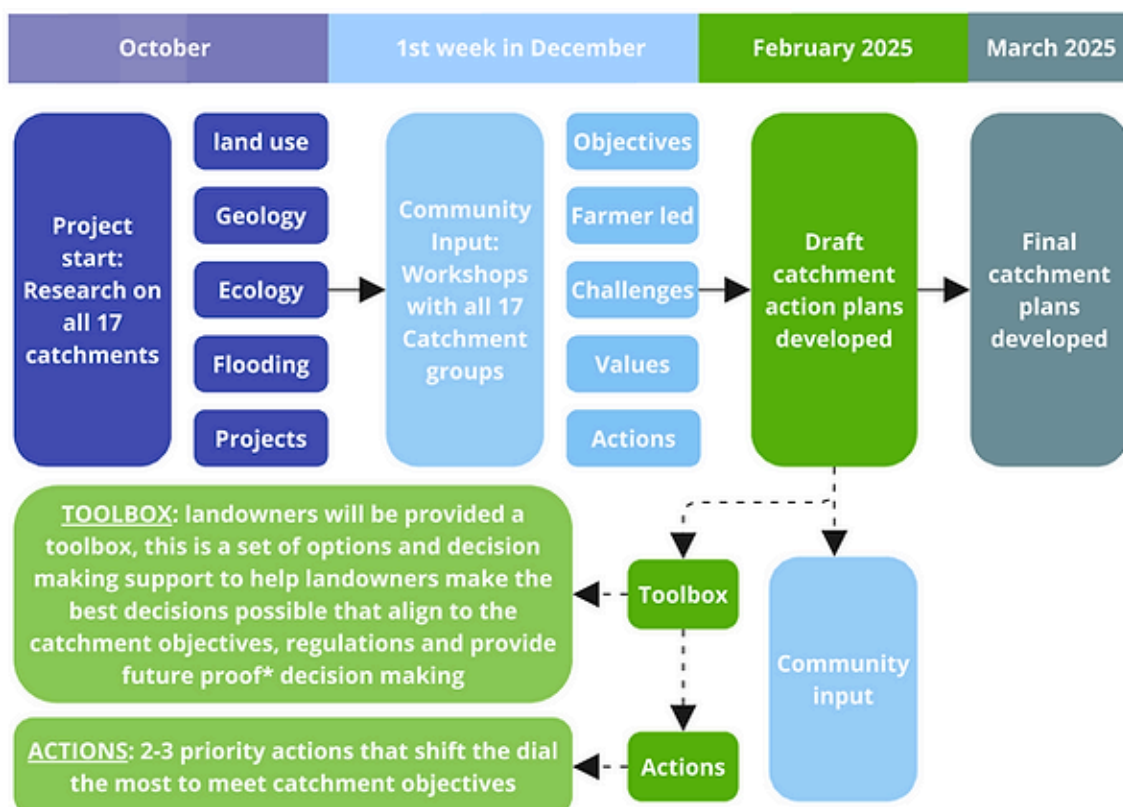 October
1st week in December
February 2025
March 2025
Project
start:
Research on
all 17
catchments
land use
Geology
Ecology
Flooding
Projects
Community
Input:
Workshops
with all 17
Catchment
groups
Objectives
Farmer led
Challenges
Values
Actions
Draft
catchment
action plans
developed
Final
catchment
plans
developed
TOOLBOX: landowners will be provided a
toolbox, this is a set of options and decision
making support to help landowners make the
best decisions possible that align to the
catchment objectives, regulations and provide
future proof* decision making
Toolbox
Community
input
ACTIONS: 2-3 priority actions that shift the dial
the most to meet catchment objectives
Actions